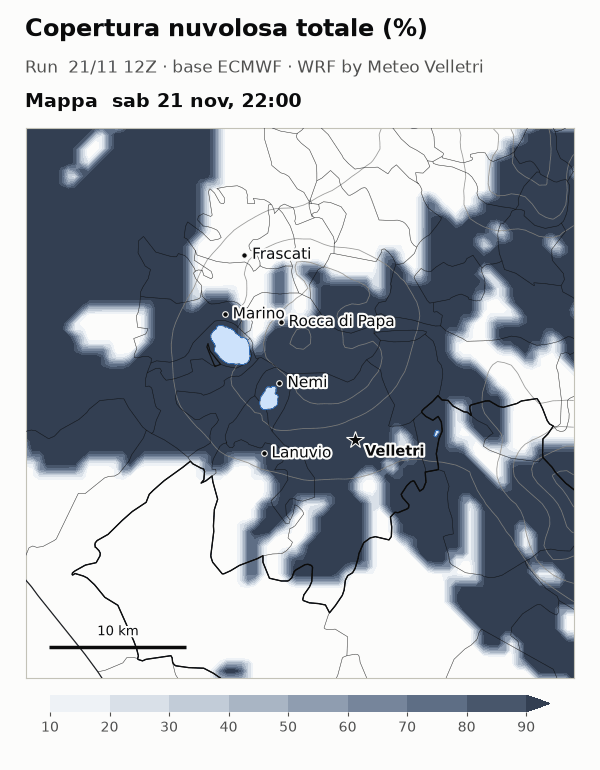 Copertura nuvolosa totale (%)
Run 21/11 12Z · base ECMWF · WRF by Meteo Velletri
Mappa sab 21 nov, 22:00
Frascati
Marino
Rocca di Papa
Nemi
Velletri
Lanuvio
10 km
10 20 30 40 50 60 70 80 90